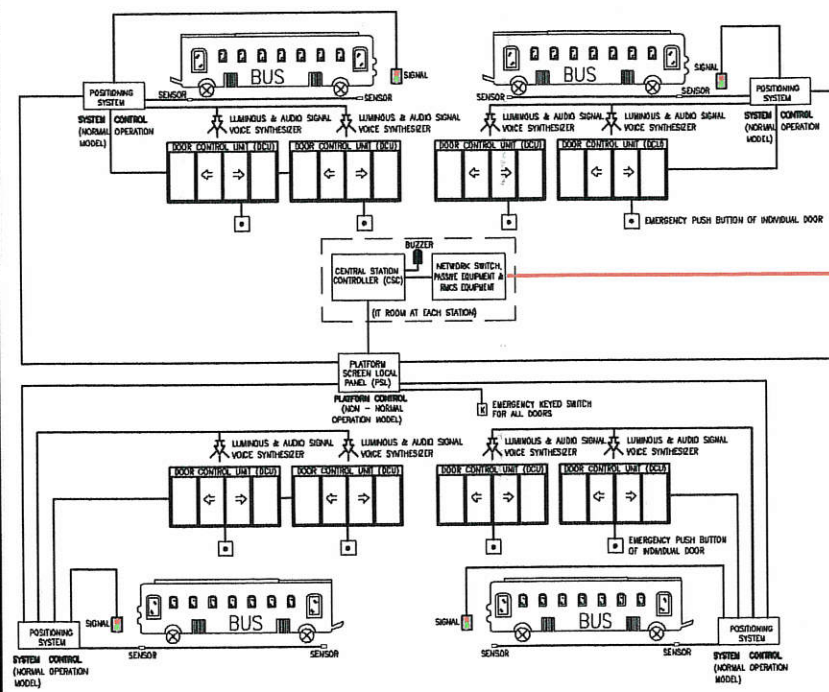 BUS
BUS
SIGNAL
SIGNAL
POSITIONING
SYSTEM
SENSOR
SENSOR
SENSOR
SENSOR
POSITIONING
SYSTEM
SYSTEM CONTROL
(NORMAL OPERATION
MODEL)
LUMINOUS & AUDIO SIGNAL
VOICE SYNTHESIZER
LUMINOUS & AUDIO SIGNAL
VOICE SYNTHESIZER
LUMINOUS & AUDIO SIGNAL
VOICE SYNTHESIZER
LUMINOUS & AUDIO SIGNAL
VOICE SYNTHESIZER
SYSTEM CONTROL
(NORMAL OPERATION
MODEL)
DOOR CONTROL UNIT (DCU)
DOOR CONTROL UNIT (DCU)
DOOR CONTROL UNIT (DCU)
DOOR CONTROL UNIT (DCU)
EMERGENCY PUSH BUTTON OF INDIVIDUAL DOOR
BUZZER
CENTRAL STATION
CONTROLLER (CSC)
NETWORK SWITCH,
PASSIVE EQUIPMENT &
RMCS EQUIPMENT
(IT ROOM AT EACH STATION)
PLATFORM
SCREEN LOCAL
PANEL (PSL)
PLATFORM CONTROL
(NON - NORMAL
OPERATION MODEL)
K
EMERGENCY KEYED SWITCH
FOR ALL DOORS
LUMINOUS & AUDIO SIGNAL
VOICE SYNTHESIZER
LUMINOUS & AUDIO SIGNAL
VOICE SYNTHESIZER
LUMINOUS & AUDIO SIGNAL
VOICE SYNTHESIZER
LUMINOUS & AUDIO SIGNAL
VOICE SYNTHESIZER
DOOR CONTROL UNIT (DCU)
DOOR CONTROL UNIT (DCU)
DOOR CONTROL UNIT (DCU)
DOOR CONTROL UNIT (DCU)
EMERGENCY PUSH BUTTON
OF INDIVIDUAL DOOR
SIGNAL
BUS
SIGNAL
BUS
POSITIONING
SYSTEM
POSITIONING
SYSTEM
SENSOR
SENSOR
SENSOR
SENSOR
SYSTEM CONTROL
(NORMAL OPERATION
MODEL)
SYSTEM CONTROL
(NORMAL OPERATION
MODEL)